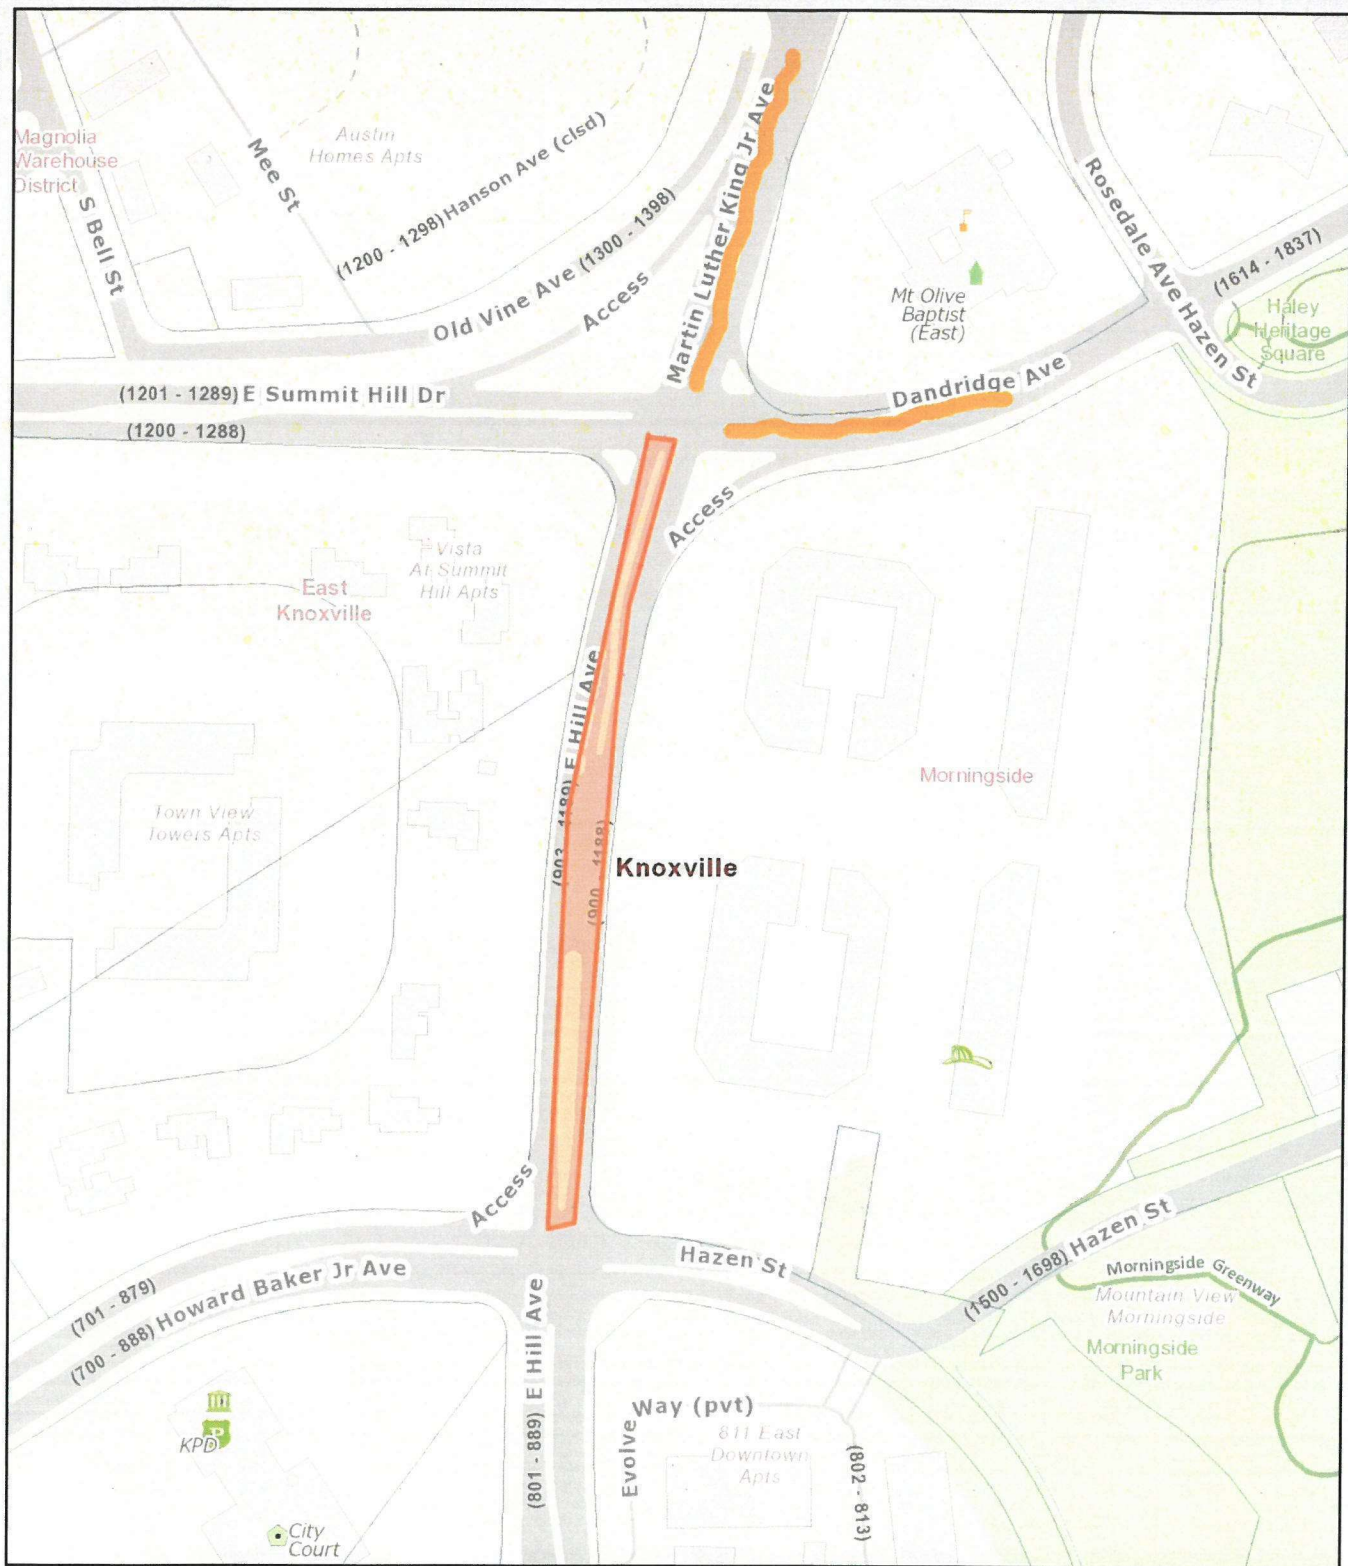 Magnolia
Warehouse
District
S Bell St
Mee St
Austin
Homes Apts
(1200 - 1298) Hanson Ave (clsd)
Old Vine Ave (1300 - 1398)
Access
Martin Luther King Jr Ave
Mt Olive
Baptist
(East)
Rosedale Ave
Hazen St
(1614 - 1837)
Haley
Heritage
Square
(1201 - 1289) E Summit Hill Dr
(1200 - 1288)
Dandridge Ave
Access
Vista
At Summit
Hill Apts
East
Knoxville
(903 - 1189) E Hill Ave
(900 - 1188)
Morningside
Town View
Towers Apts
Knoxville
Access
Hazen St
(1500 - 1698) Hazen St
Morningside Greenway
Mountain View
Morningside
Morningside
Park
(701 - 879)
(700 - 888) Howard Baker Jr Ave
(801 - 889) E Hill Ave
Evolve
Way (pvt)
811 East
Downtown
Apts
(802 - 813)
P
KPD
City
Court